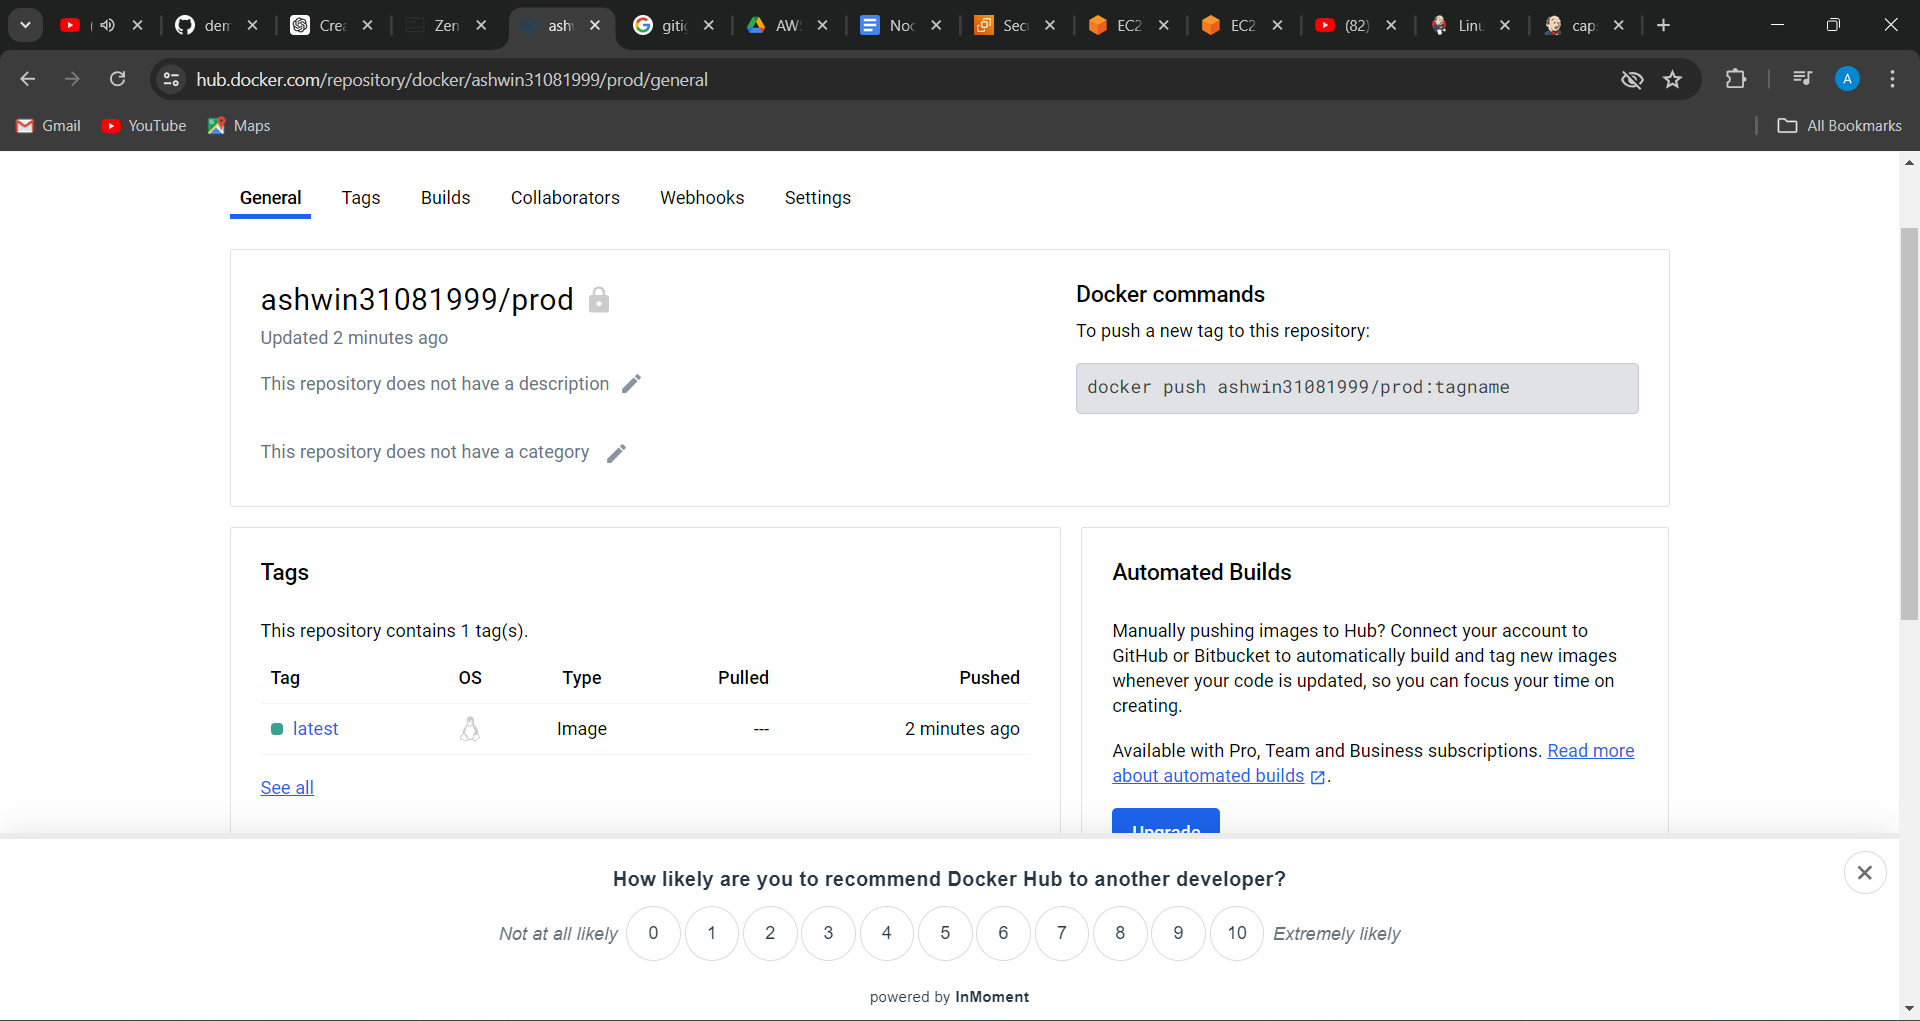 den
Crea
Zen
ash
gitig
AW
Noc
Sec
EC2
EC2
(82)
Linu
cap
hub.docker.com/repository/docker/ashwin31081999/prod/general
A
Gmail
YouTube
Maps
All Bookmarks
General
Tags
Builds
Collaborators
Webhooks
Settings
ashwin31081999/prod
Updated 2 minutes ago
This repository does not have a description
This repository does not have a category
Docker commands
To push a new tag to this repository:
docker push ashwin31081999/prod:tagname
Tags
This repository contains 1 tag(s).
Tag OS Type Pulled Pushed
latest Image --- 2 minutes ago
See all
Automated Builds
Manually pushing images to Hub? Connect your account to
GitHub or Bitbucket to automatically build and tag new images
whenever your code is updated, so you can focus your time on
creating.
Available with Pro, Team and Business subscriptions. Read more
about automated builds .
Upgrade
How likely are you to recommend Docker Hub to another developer?
Not at all likely 0 1 2 3 4 5 6 7 8 9 10 Extremely likely
powered by InMoment